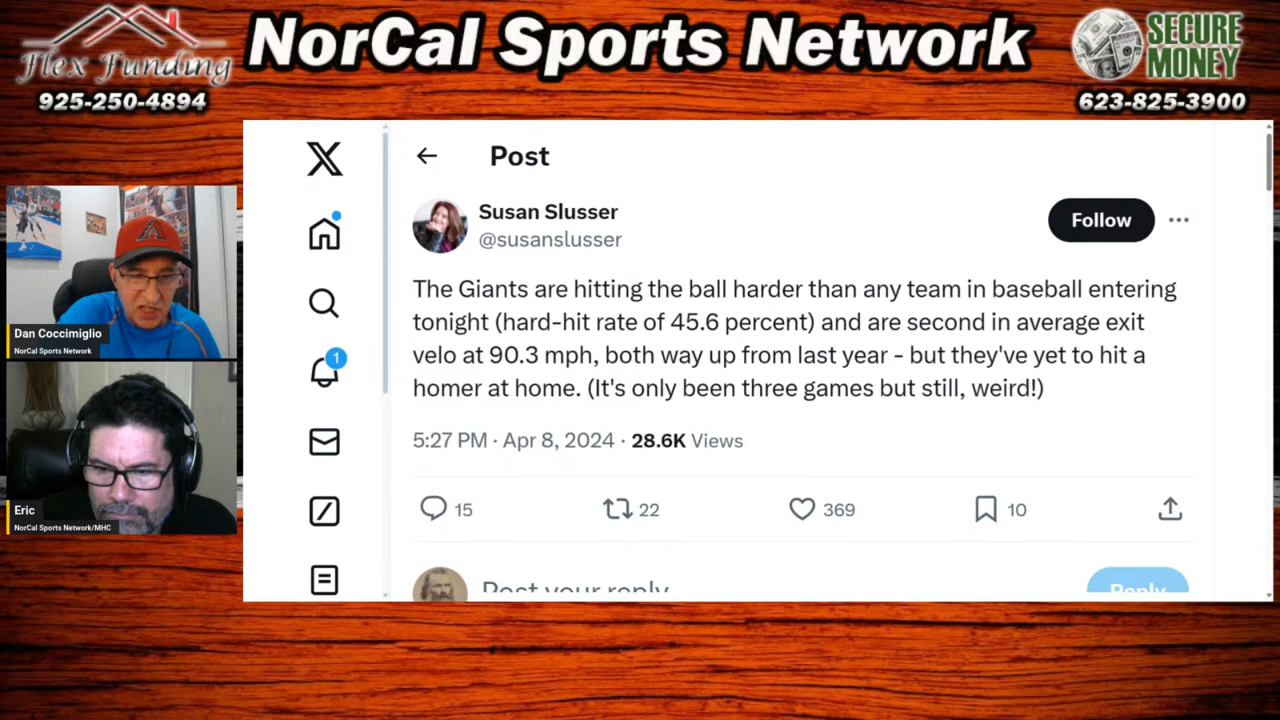 Flex Funding
925-250-4894
NorCal Sports Network
SECURE
MONEY
623-825-3900
Post
Susan Slusser
@susanslusser
Follow
The Giants are hitting the ball harder than any team in baseball entering
tonight (hard-hit rate of 45.6 percent) and are second in average exit
velo at 90.3 mph, both way up from last year - but they've yet to hit a
homer at home. (It's only been three games but still, weird!)
5:27 PM · Apr 8, 2024 · 28.6K Views
15 22 369 10
Post your reply
Reply
1
Dan Coccimiglio
NorCal Sports Network
Eric
NorCal Sports Network/MHC